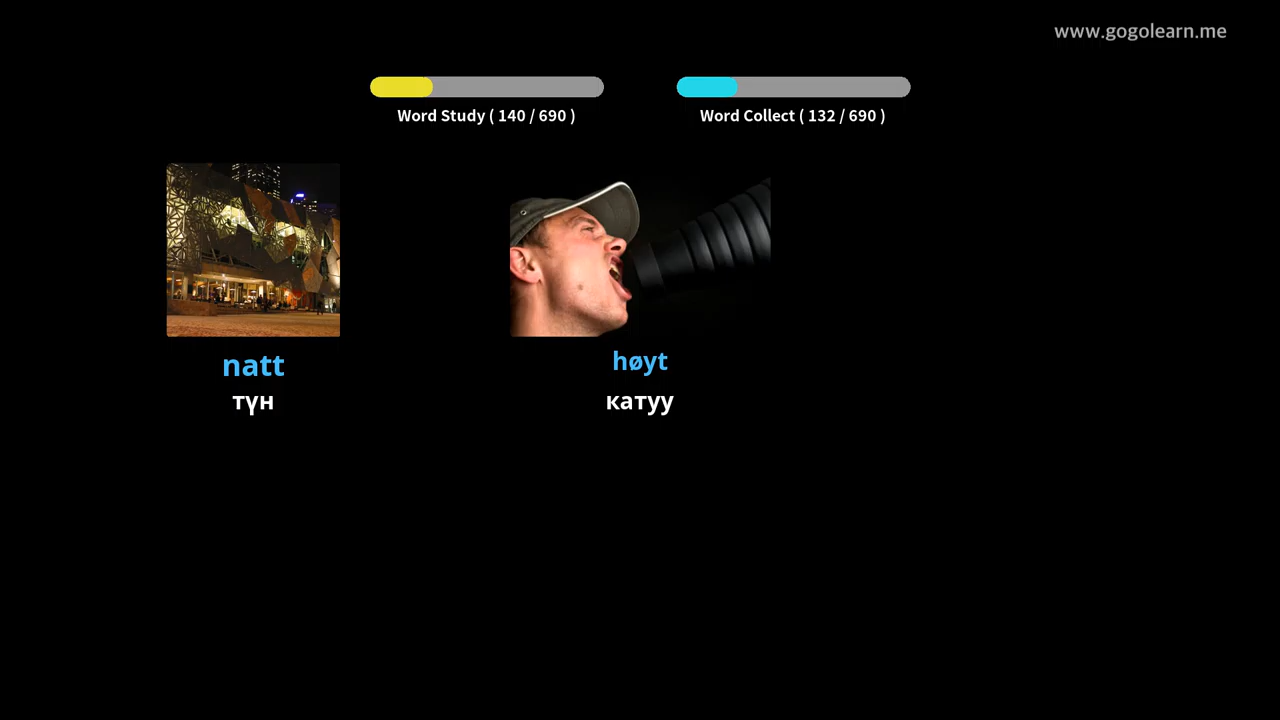 www.gogolearn.me
Word Study ( 140 / 690 )
Word Collect ( 132 / 690 )
natt
түн
høyt
катуу